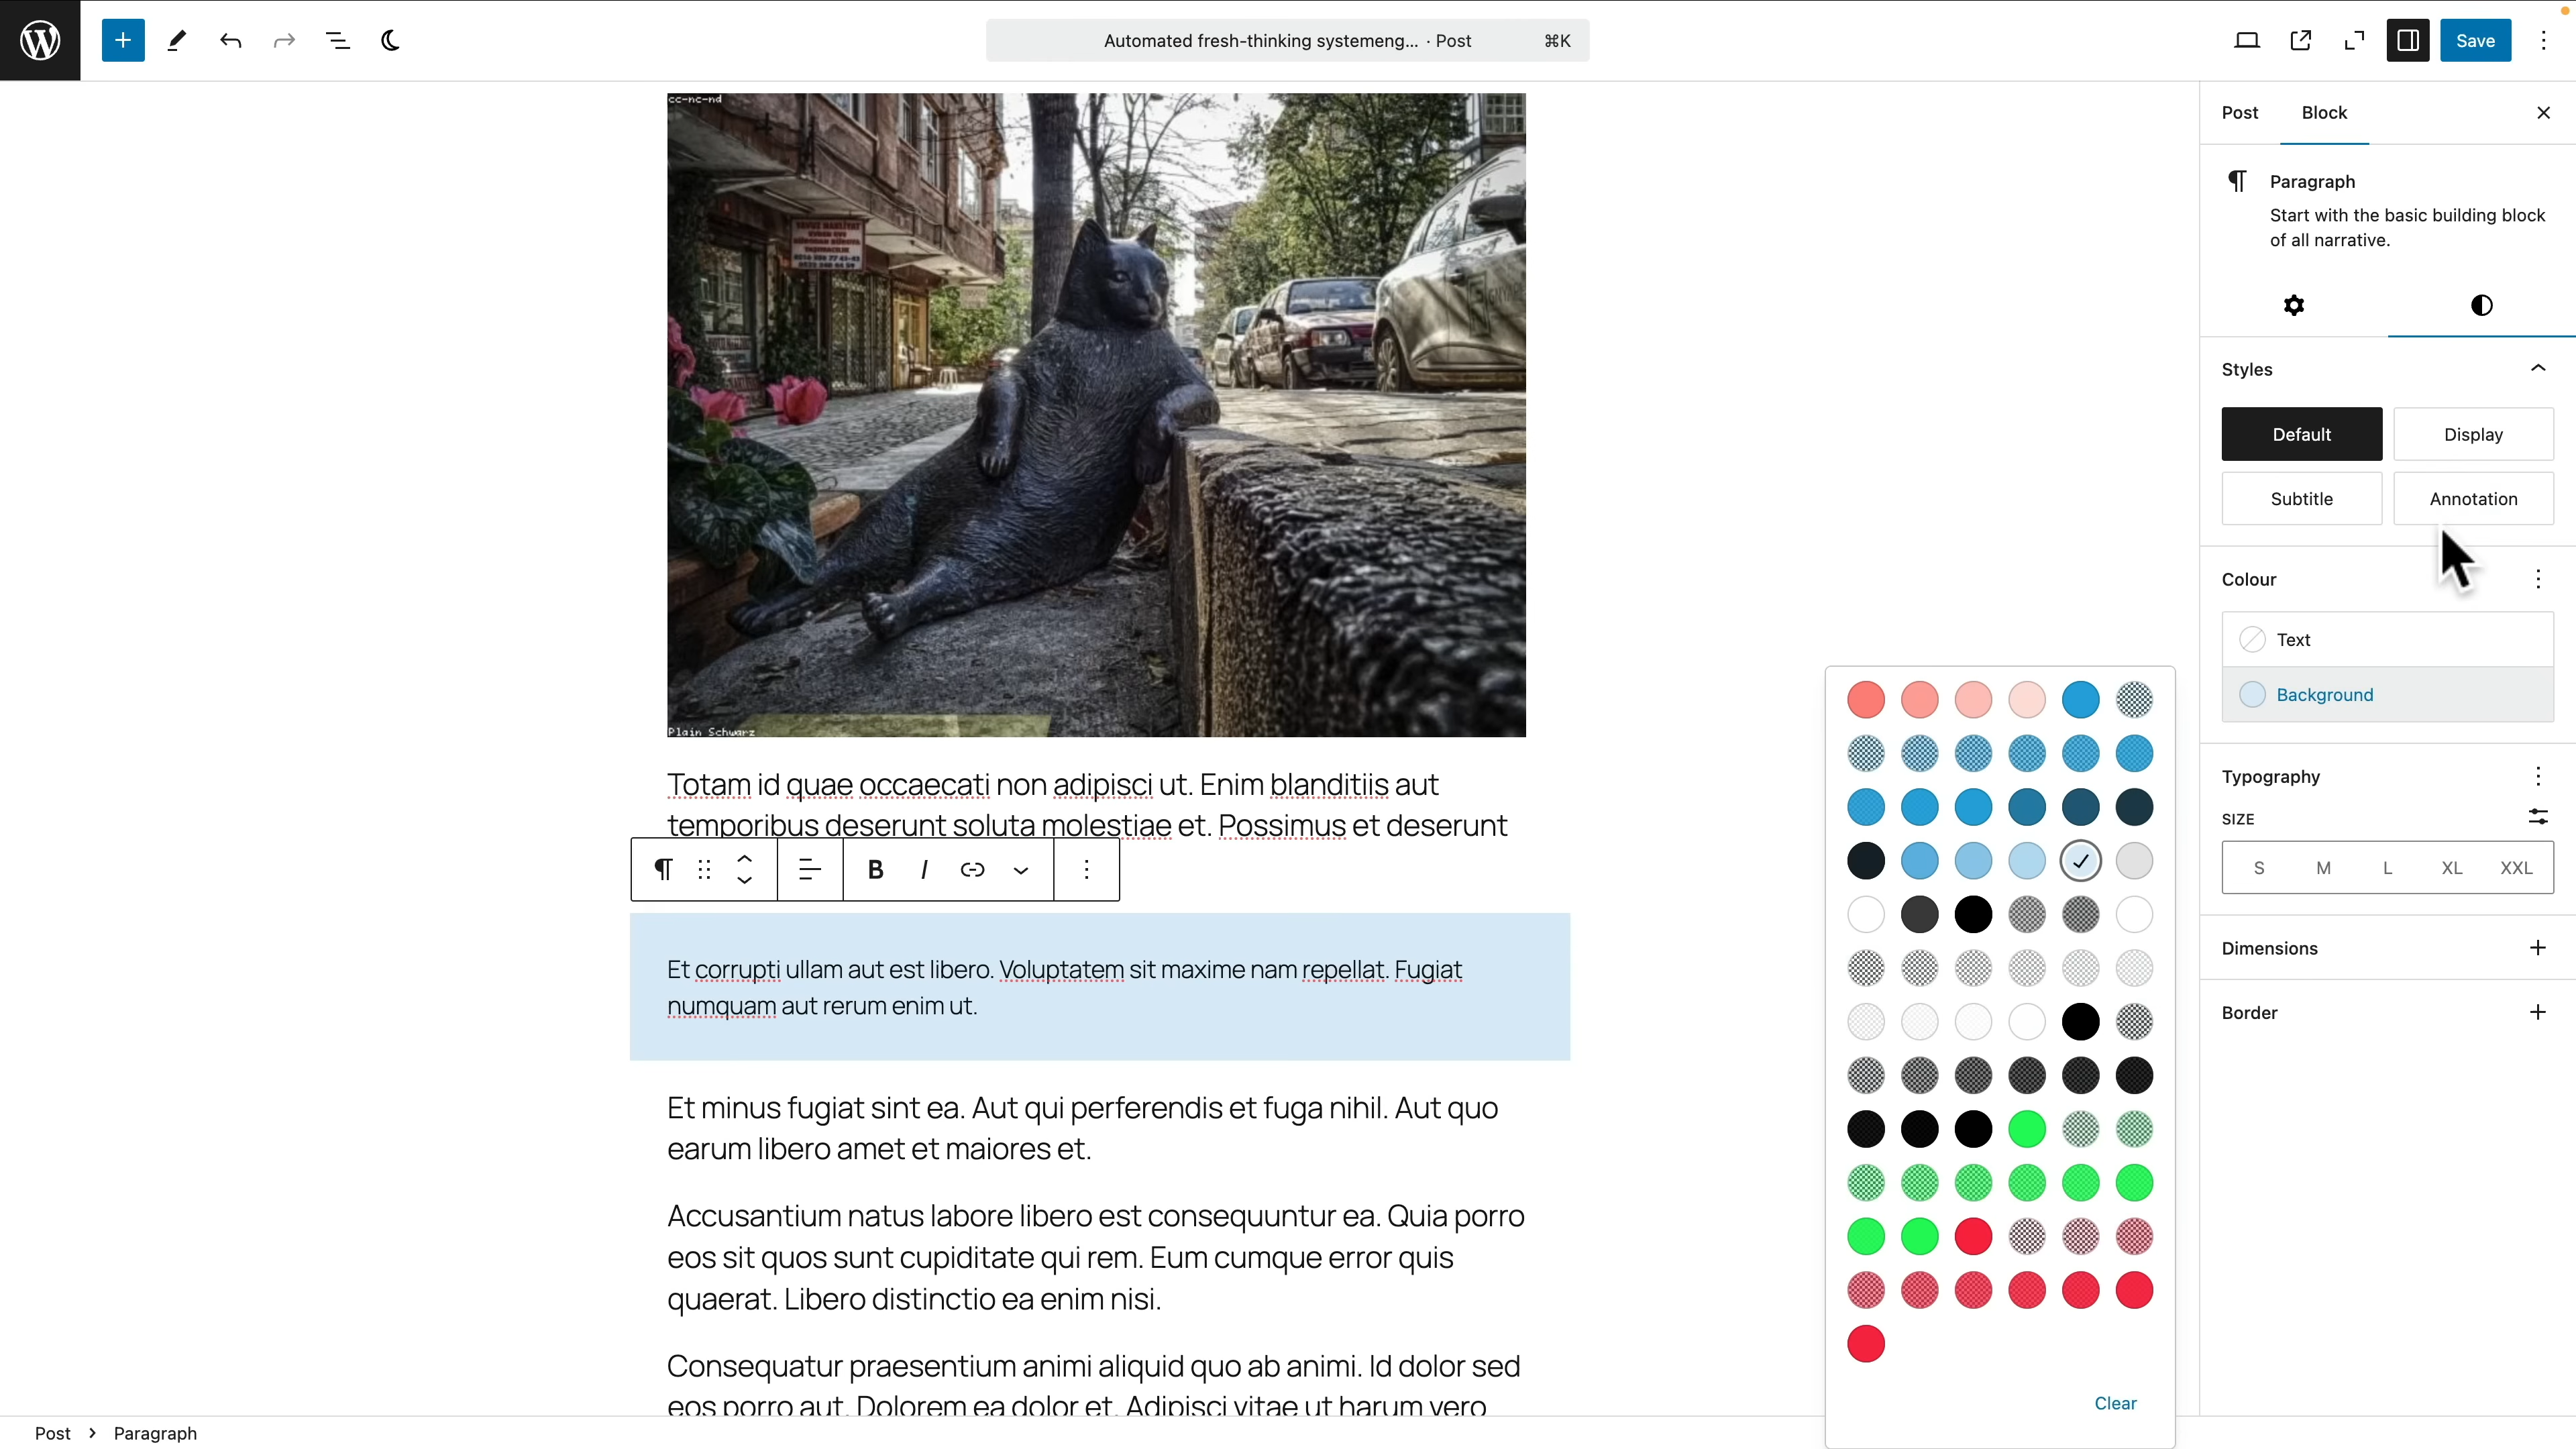 Automated fresh-thinking systemeng... · Post ⌘K
Save
cc-nc-nd
Plain Schwarz
Totam id quae occaecati non adipisci ut. Enim blanditiis aut
temporibus deserunt soluta molestiae et. Possimus et deserunt
B I
Et corrupti ullam aut est libero. Voluptatem sit maxime nam repellat. Fugiat
numquam aut rerum enim ut.
Et minus fugiat sint ea. Aut qui perferendis et fuga nihil. Aut quo
earum libero amet et maiores et.
Accusantium natus labore libero est consequuntur ea. Quia porro
eos sit quos sunt cupiditate qui rem. Eum cumque error quis
quaerat. Libero distinctio ea enim nisi.
Consequatur praesentium animi aliquid quo ab animi. Id dolor sed
eos porro aut. Dolorem ea dolor et. Adipisci vitae ut harum vero
Clear
Post Block
Paragraph
Start with the basic building block
of all narrative.
Styles
Default Display
Subtitle Annotation
Colour
Text
Background
Typography
SIZE
S M L XL XXL
Dimensions
Border
Post > Paragraph